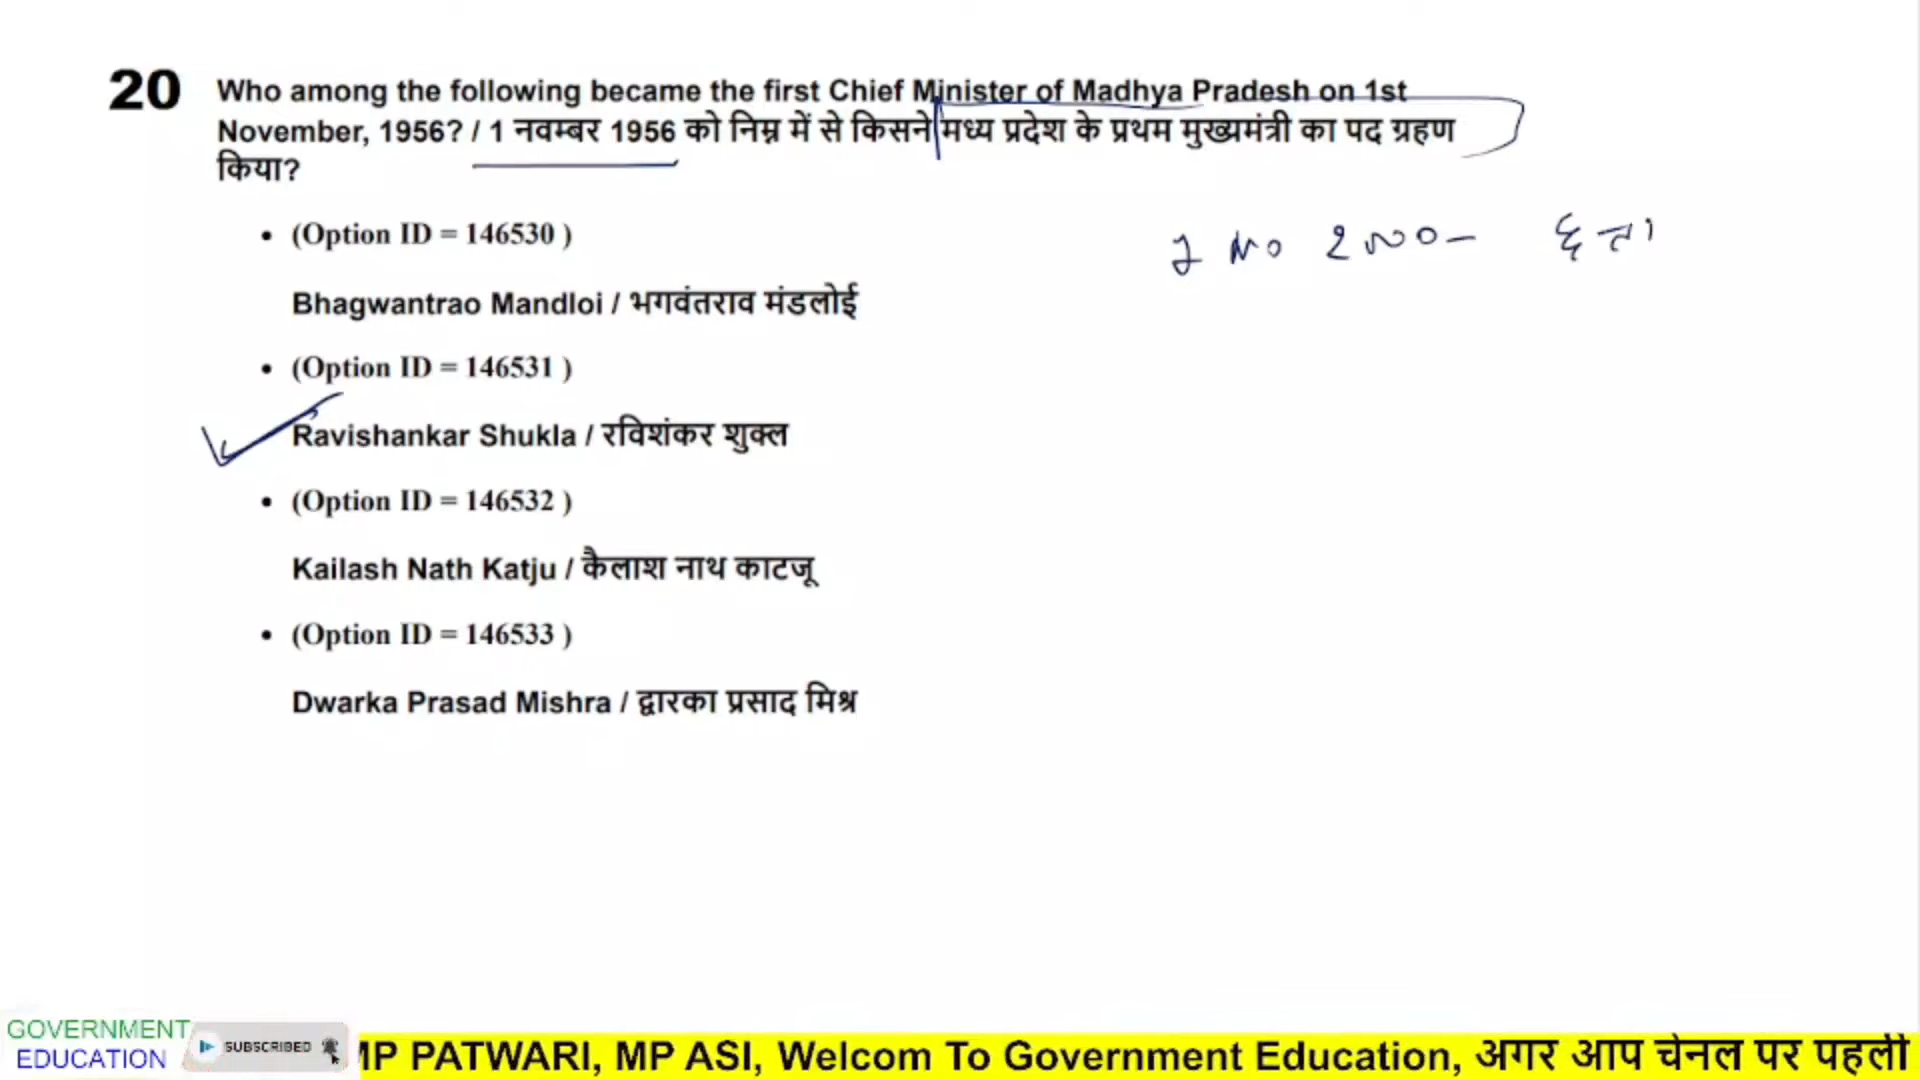 20 Who among the following became the first Chief Minister of Madhya Pradesh on 1st
November, 1956? / 1 नवम्बर 1956 को निम्न में से किसने मध्य प्रदेश के प्रथम मुख्यमंत्री का पद ग्रहण
किया?
• (Option ID = 146530 )
Bhagwantrao Mandloi / भगवंतराव मंडलोई
• (Option ID = 146531 )
Ravishankar Shukla / रविशंकर शुक्ल
• (Option ID = 146532 )
Kailash Nath Katju / कैलाश नाथ काटजू
• (Option ID = 146533 )
Dwarka Prasad Mishra / द्वारका प्रसाद मिश्र
GOVERNMENT
EDUCATION
SUBSCRIBED
MP PATWARI, MP ASI, Welcom To Government Education, अगर आप चेनल पर पहली